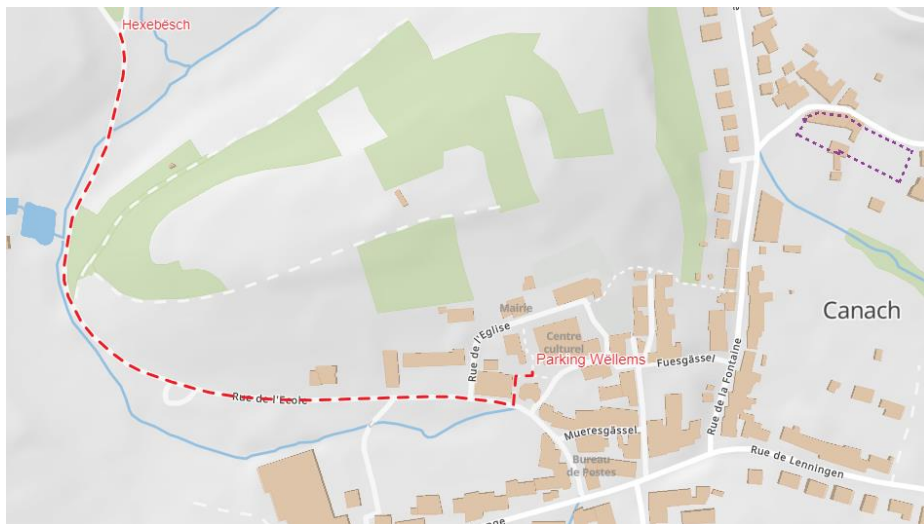 Hexebësch
Canach
Mairie
Rue de l'Eglise
Centre
culturel
Parking Wellems
Fuesgässel
Rue de la Fontaine
Rue de l'Ecole
Mueresgässel
Bureau
de Postes
Rue de Lenningen